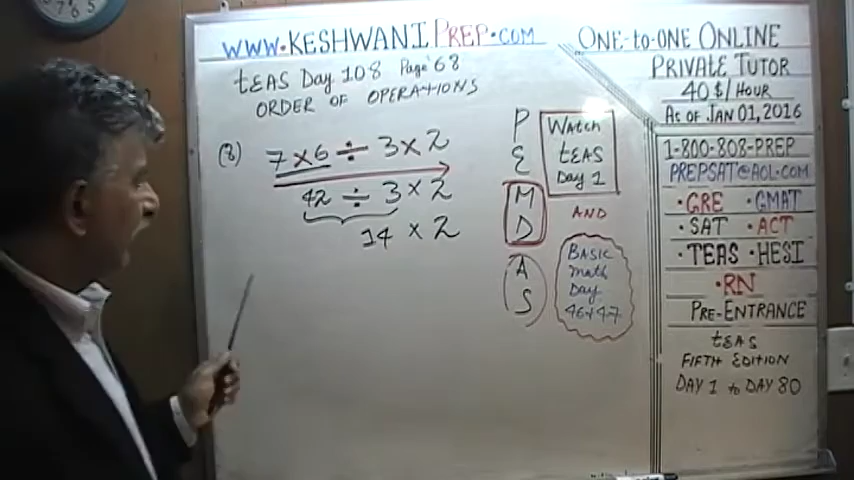 WWW.KESHWANIPREP.COM
tEAS Day 108 Page 68
ORDER OF OPERATIONS
(8) 7 × 6 ÷ 3 × 2
42 ÷ 3 × 2
14 × 2
P
E
M
D
A
S
Watch
tEAS
Day 1
AND
BASIC
math
Day
46+47
ONE-to-ONE ONLINE
PRIVATE TUTOR
40 $/HOUR
AS OF JAN 01, 2016
1-800-808-PREP
PREPSAT@AOL.COM
• GRE • GMAT
• SAT • ACT
• TEAS • HESI
• RN
PRE-ENTRANCE
tEAS
FIFTH EDITION
DAY 1 to DAY 80